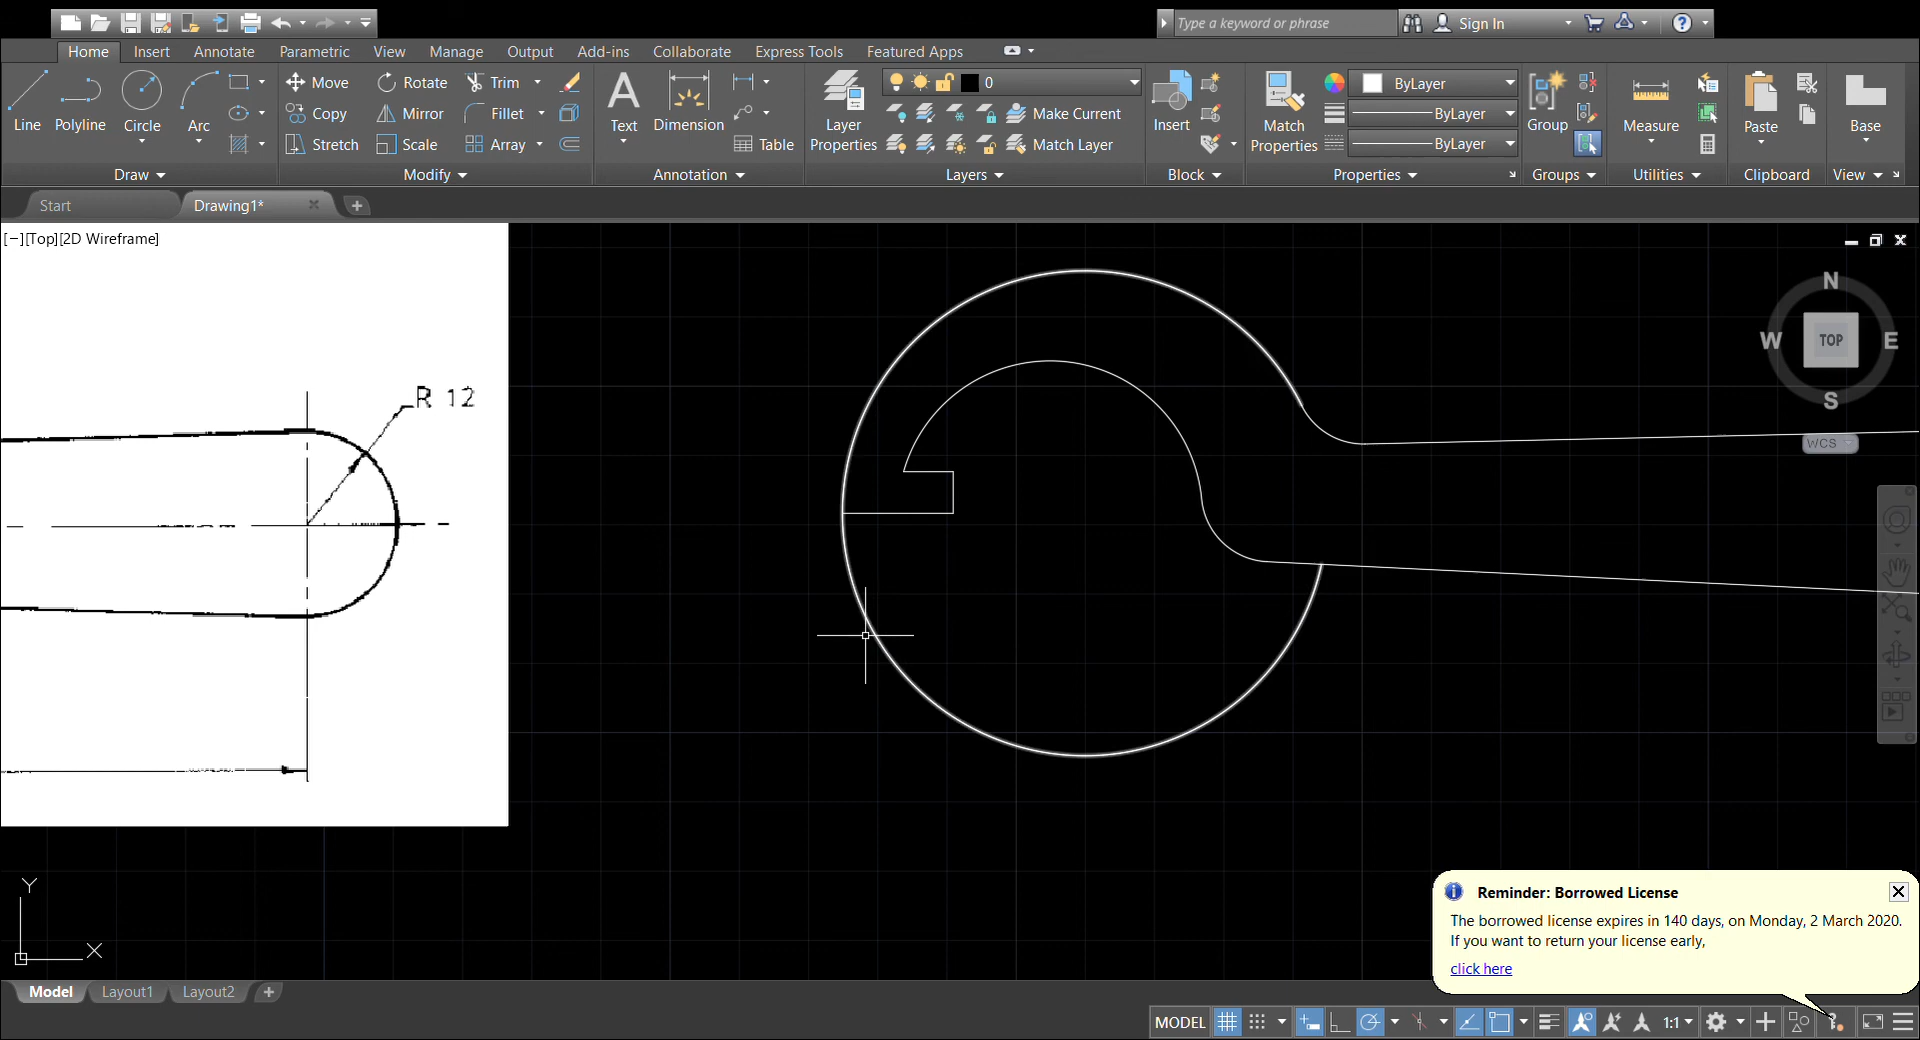 Type a keyword or phrase
Sign In
Home Insert Annotate Parametric View Manage Output Add-ins Collaborate Express Tools Featured Apps
Line Polyline Circle Arc
Move Rotate Trim
Copy Mirror Fillet
Stretch Scale Array
Text Dimension
Table
Layer Properties
0
Make Current
Match Layer
Insert
Match Properties
ByLayer
ByLayer
ByLayer
Group
Measure
Paste
Base
Draw Modify Annotation Layers Block Properties Groups Utilities Clipboard View
Start Drawing1*
[−][Top][2D Wireframe]
R 12
N
W TOP E
S
WCS
Y
X
Reminder: Borrowed License
The borrowed license expires in 140 days, on Monday, 2 March 2020.
If you want to return your license early,
click here
Model Layout1 Layout2
MODEL
1:1